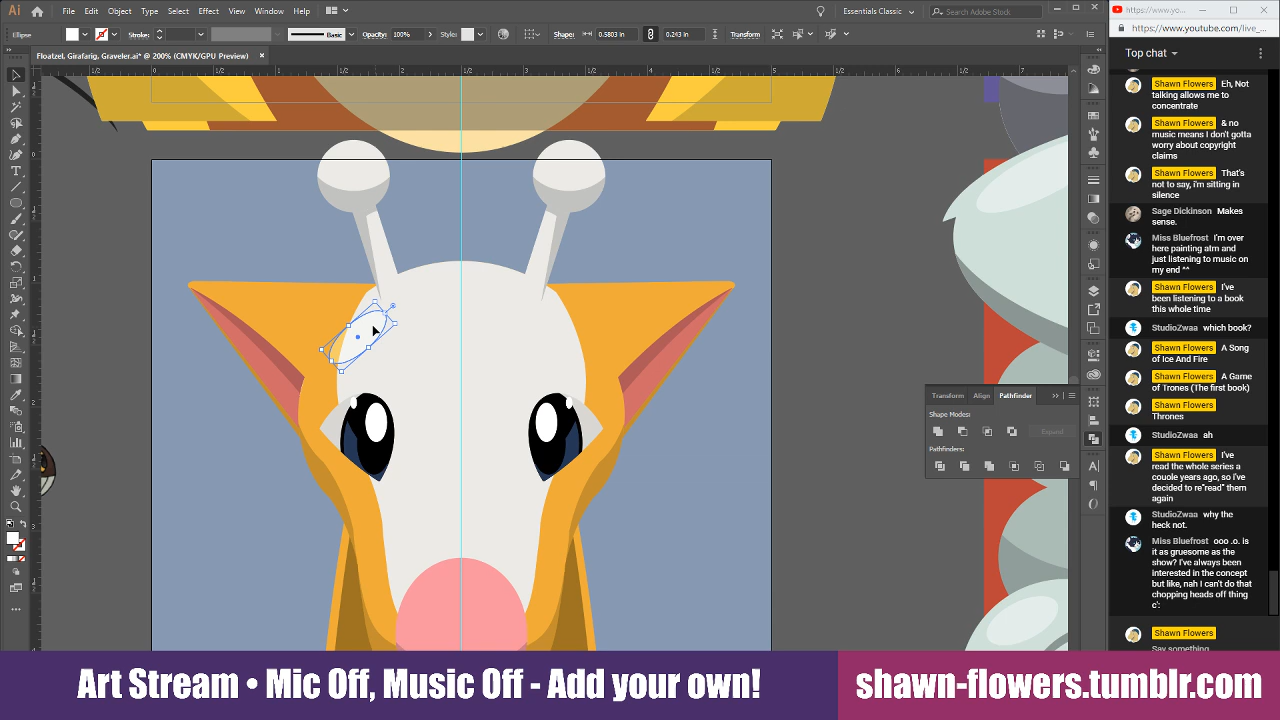 Ai File Edit Object Type Select Effect View Window Help Essentials Classic Search Adobe Stock
Ellipse Stroke: Basic Opacity: 100% Style: Shape: 0.5803 in 0.243 in Transform
Floatzel, Girafarig, Graveler.ai* @ 200% (CMYK/GPU Preview)
Transform Align Pathfinder
Shape Modes:
Expand
Pathfinders:
https://www.youtube.com/live_...
Top chat
Shawn Flowers Eh, Not
talking allows me to
concentrate
Shawn Flowers & no
music means I don't gotta
worry about copyright
claims
Shawn Flowers That's
not to say, i'm sitting in
silence
Sage Dickinson Makes
sense.
Miss Bluefrost I'm over
here painting atm and
just listening to music on
my end ^^
Shawn Flowers I've
been listening to a book
this whole time
StudioZwaa which book?
Shawn Flowers A Song
of Ice And Fire
Shawn Flowers A Game
of Trones (The first book)
Shawn Flowers
Thrones
StudioZwaa ah
Shawn Flowers I've
read the whole series a
couole years ago, so i've
decided to re"read" them
again
StudioZwaa why the
heck not.
Miss Bluefrost ooo .o. is
it as gruesome as the
show? I've always been
interested in the concept
but like, nah I can't do that
chopping heads off thing
c':
Shawn Flowers
Say something...
Art Stream • Mic Off, Music Off - Add your own!
shawn-flowers.tumblr.com